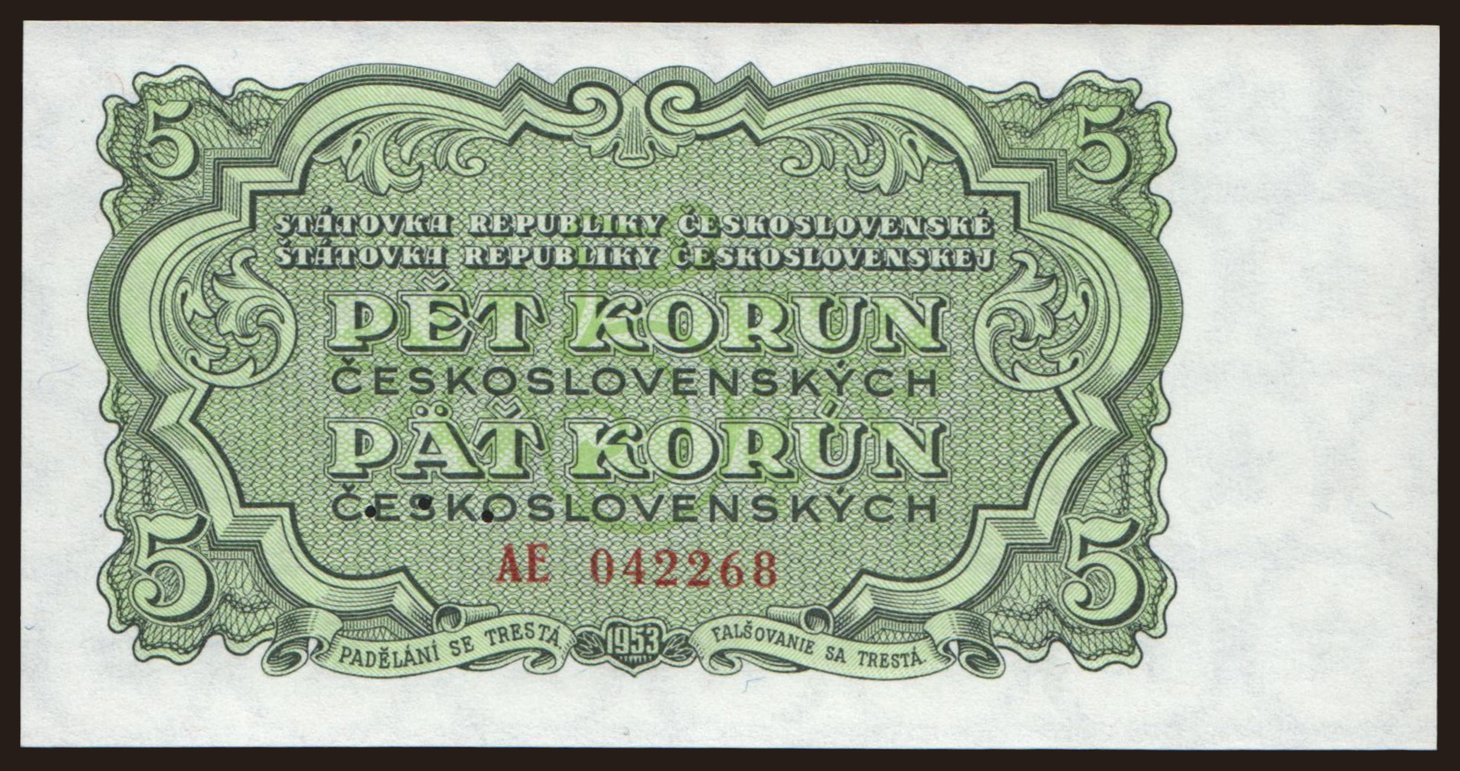 5 5
STÁTOVKA REPUBLIKY ČESKOSLOVENSKÉ
ŠTÁTOVKA REPUBLIKY ČESKOSLOVENSKEJ
PĚT KORUN
ČESKOSLOVENSKÝCH
PÄŤ KORÚN
ČESKOSLOVENSKÝCH
AE 042268
5 5
PADĚLÁNÍ SE TRESTÁ. 1953 FALŠOVANIE SA TRESTÁ.